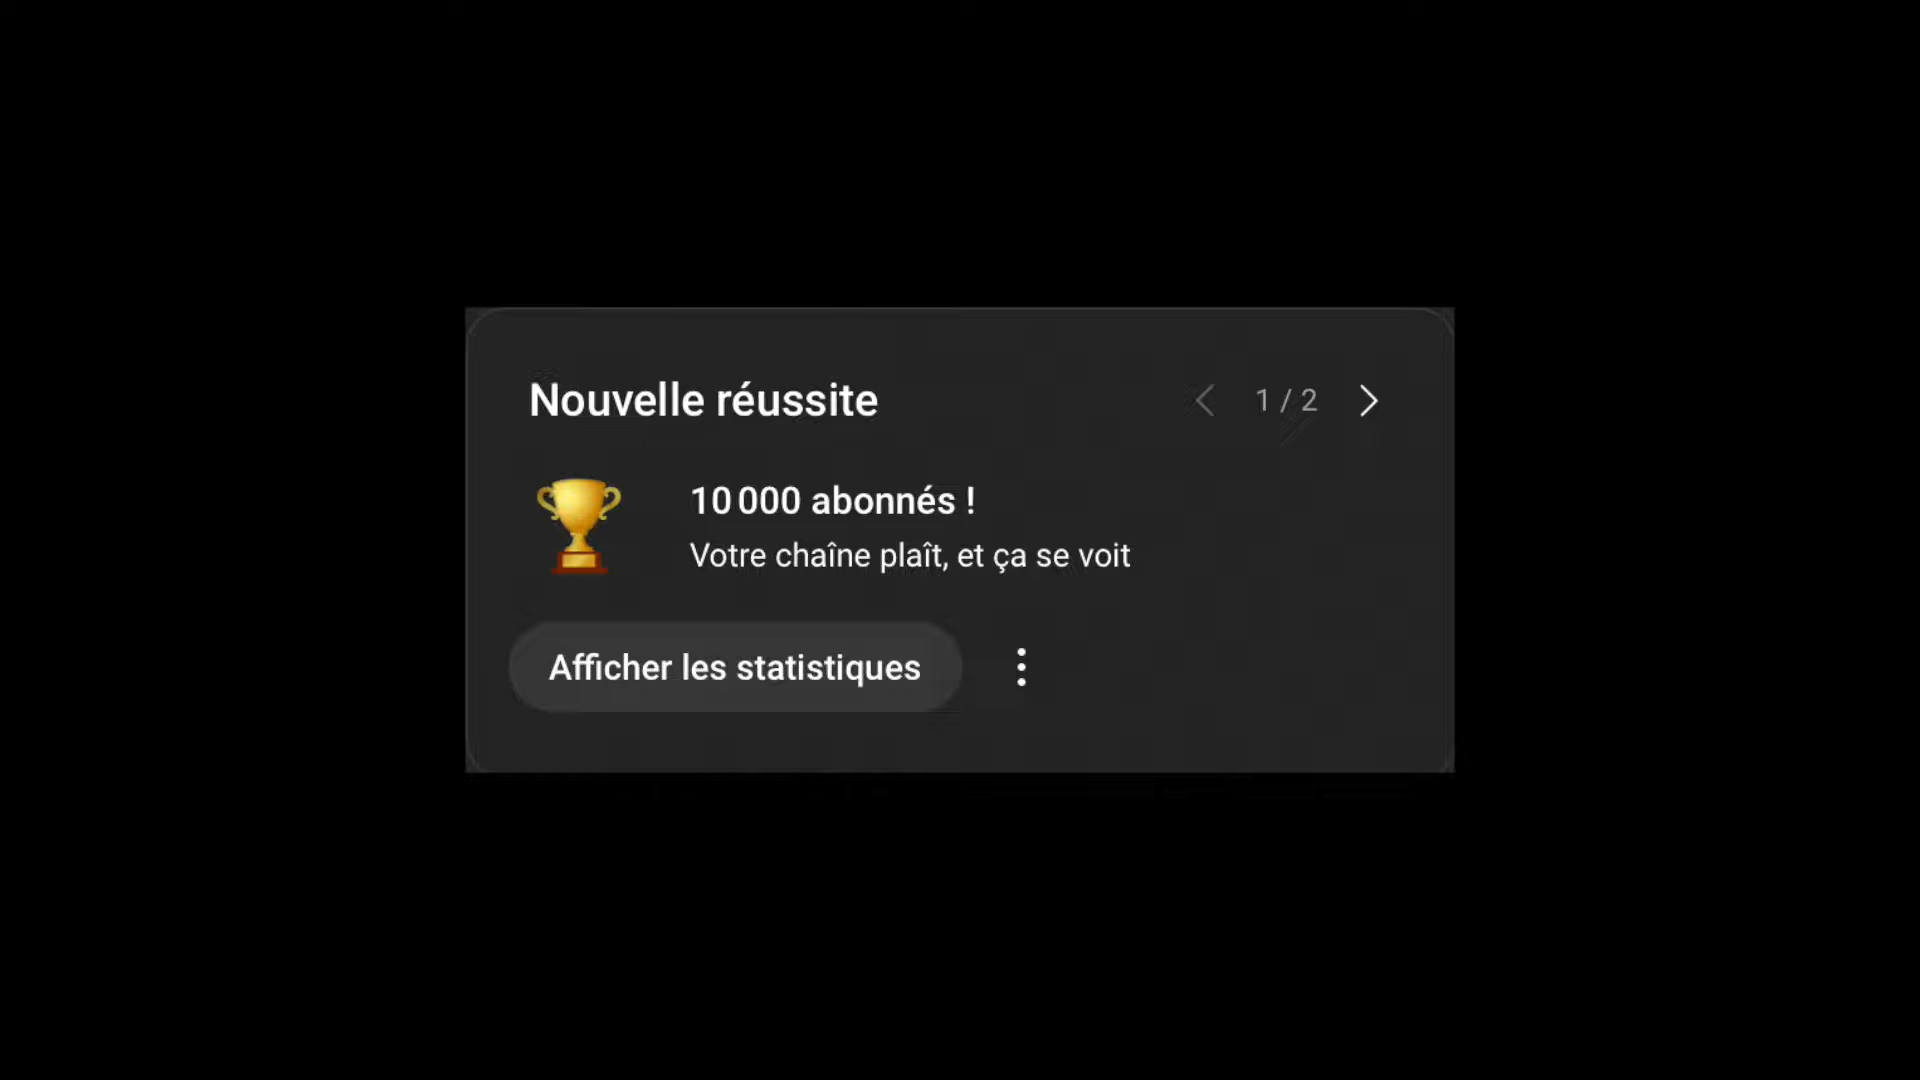 Nouvelle réussite
1 / 2
10 000 abonnés !
Votre chaîne plaît, et ça se voit
Afficher les statistiques